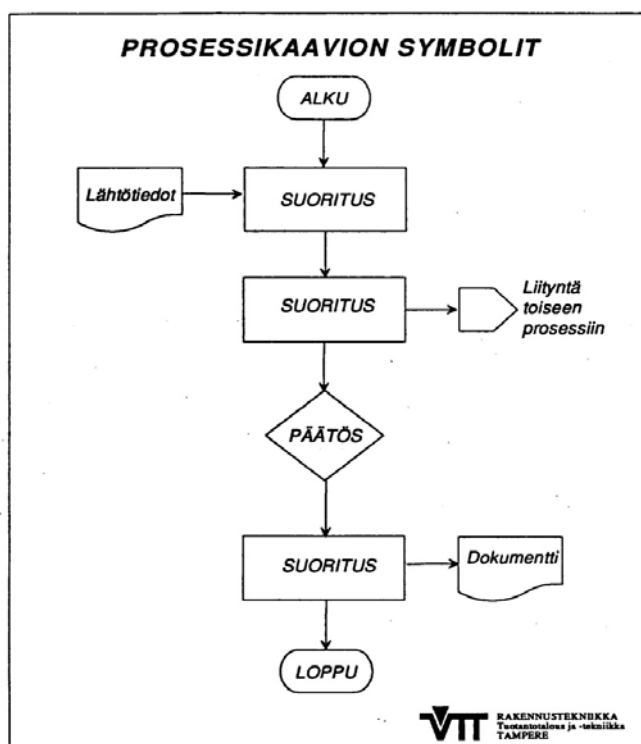 PROSESSIKAAVION SYMBOLIT
ALKU
Lähtötiedot
SUORITUS
SUORITUS
Liityntä
toiseen
prosessiin
PÄÄTÖS
SUORITUS
Dokumentti
LOPPU
VTT
RAKENNUSTEKNIIKKA
Tuotantotalous ja -tekniikka
TAMPERE